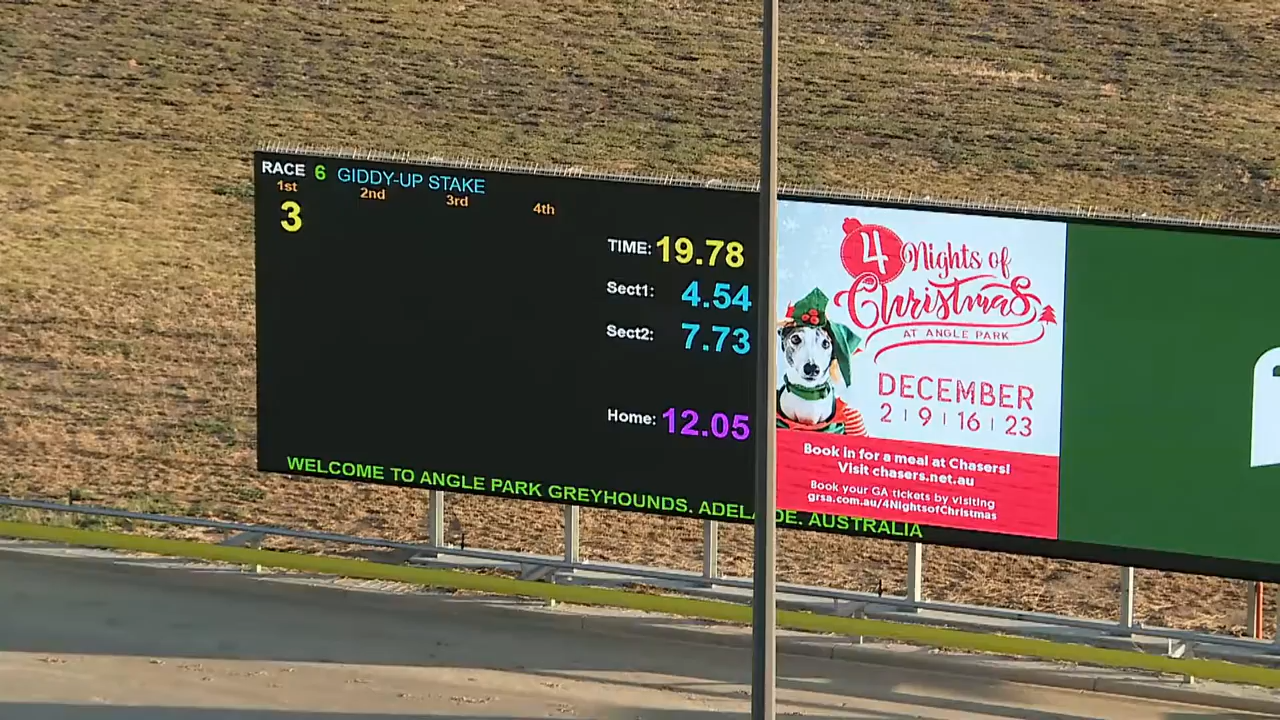 RACE 6 GIDDY-UP STAKE
1st 2nd 3rd 4th
3
TIME: 19.78
Sect1: 4.54
Sect2: 7.73
Home: 12.05
WELCOME TO ANGLE PARK GREYHOUNDS. ADELAIDE. AUSTRALIA
4 Nights of
Christmas
AT ANGLE PARK
DECEMBER
2 | 9 | 16 | 23
Book in for a meal at Chasers!
Visit chasers.net.au
Book your GA tickets by visiting
grsa.com.au/4NightsofChristmas